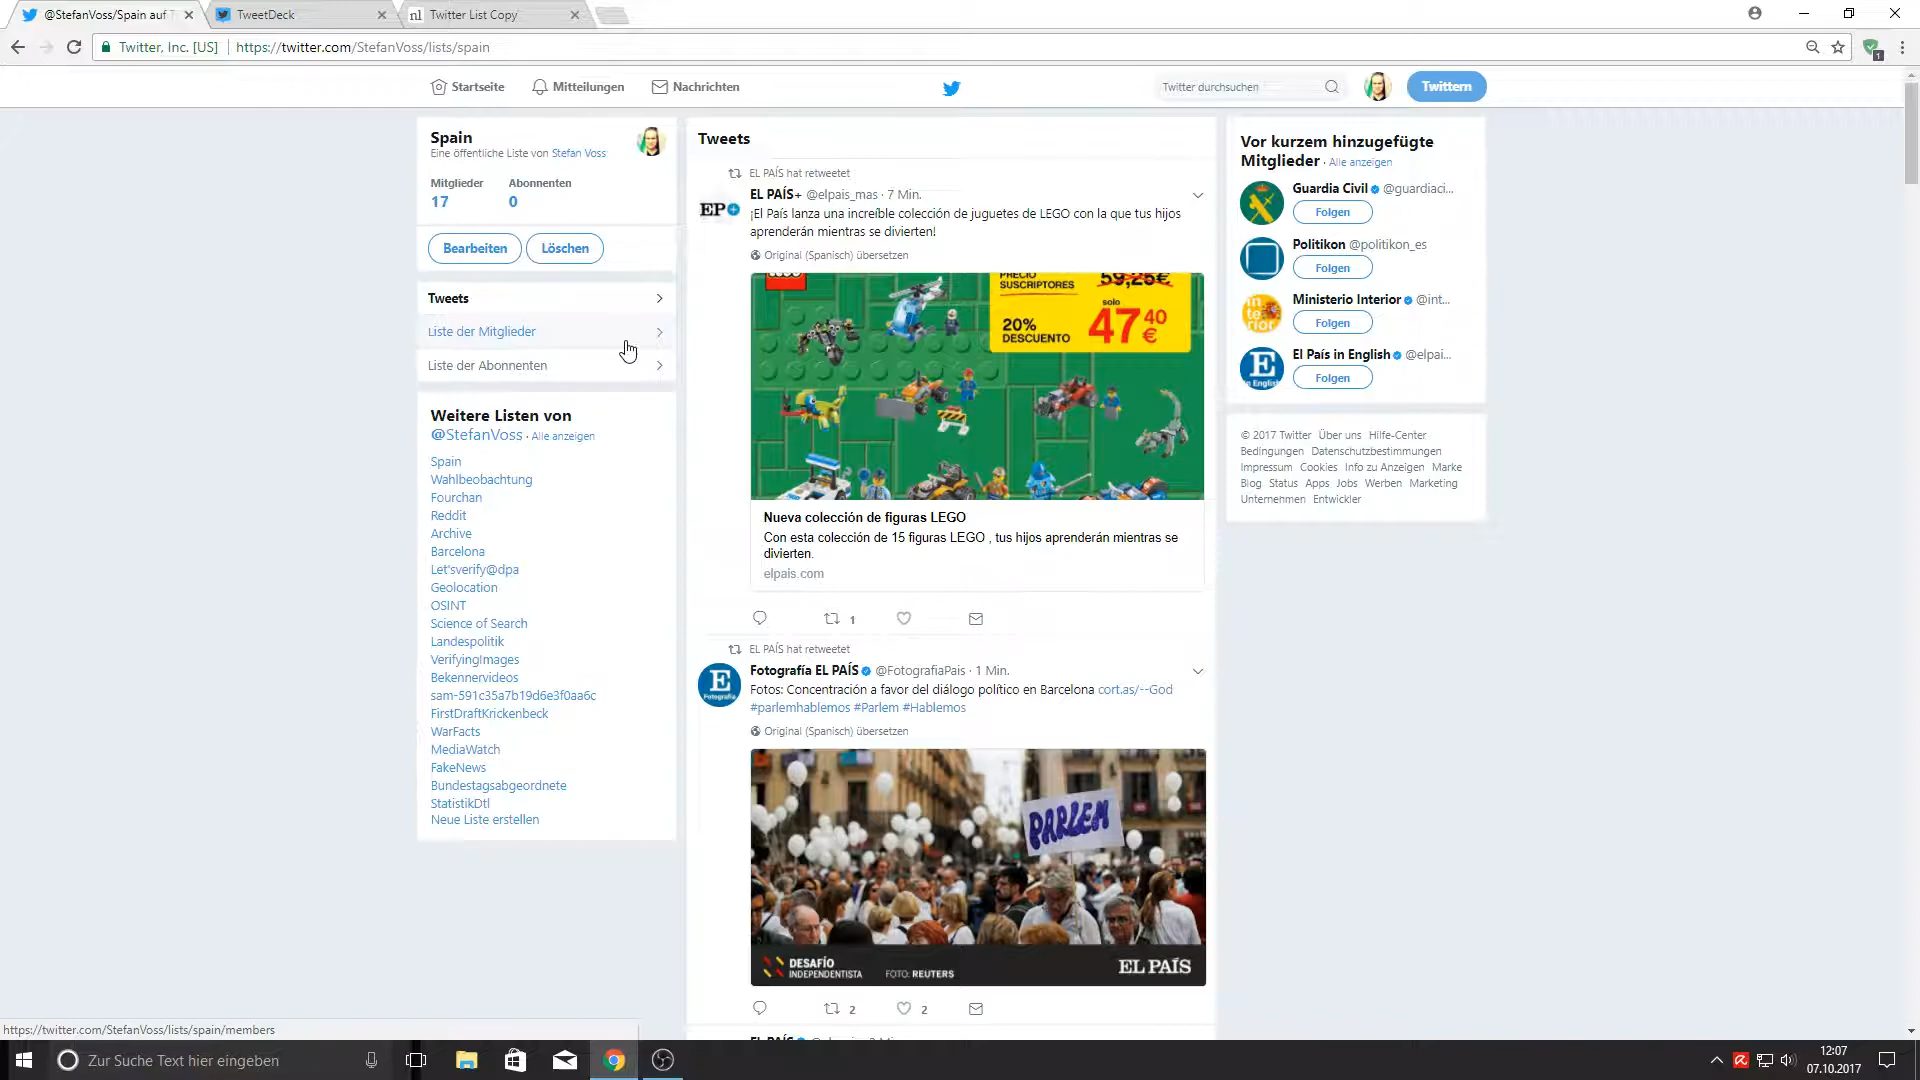 @StefanVoss/Spain auf T
TweetDeck
Twitter List Copy
Twitter, Inc. [US]
https://twitter.com/StefanVoss/lists/spain
Startseite
Mitteilungen
Nachrichten
Twitter durchsuchen
Twittern
Spain
Eine öffentliche Liste von Stefan Voss
Mitglieder Abonnenten
17 0
Bearbeiten Löschen
Tweets
Liste der Mitglieder
Liste der Abonnenten
Weitere Listen von
@StefanVoss · Alle anzeigen
Spain
Wahlbeobachtung
Fourchan
Reddit
Archive
Barcelona
Let'sverify@dpa
Geolocation
OSINT
Science of Search
Landespolitik
VerifyingImages
Bekennervideos
sam-591c35a7b19d6e3f0aa6c
FirstDraftKrickenbeck
WarFacts
MediaWatch
FakeNews
Bundestagsabgeordnete
StatistikDtl
Neue Liste erstellen
Tweets
EL PAÍS hat retweetet
EL PAÍS+ @elpais_mas · 7 Min.
EP+
¡El País lanza una increíble colección de juguetes de LEGO con la que tus hijos
aprenderán mientras se divierten!
Original (Spanisch) übersetzen
PRECIO
SUSCRIPTORES
59,25€
solo
20%
DESCUENTO
47,40 €
Nueva colección de figuras LEGO
Con esta colección de 15 figuras LEGO , tus hijos aprenderán mientras se
divierten.
elpais.com
1
EL PAÍS hat retweetet
E
Fotografía
Fotografía EL PAÍS @FotografiaPais · 1 Min.
Fotos: Concentración a favor del diálogo político en Barcelona cort.as/--God
#parlemhablemos #Parlem #Hablemos
Original (Spanisch) übersetzen
PARLEM
DESAFÍO
INDEPENDENTISTA
FOTO: REUTERS
EL PAÍS
2 2
Vor kurzem hinzugefügte
Mitglieder · Alle anzeigen
Guardia Civil @guardiaci...
Folgen
Politikon @politikon_es
Folgen
in
te
rior
Ministerio Interior @int...
Folgen
E
in English
El País in English @elpai...
Folgen
© 2017 Twitter Über uns Hilfe-Center
Bedingungen Datenschutzbestimmungen
Impressum Cookies Info zu Anzeigen Marke
Blog Status Apps Jobs Werben Marketing
Unternehmen Entwickler
https://twitter.com/StefanVoss/lists/spain/members
Zur Suche Text hier eingeben
12:07
07.10.2017